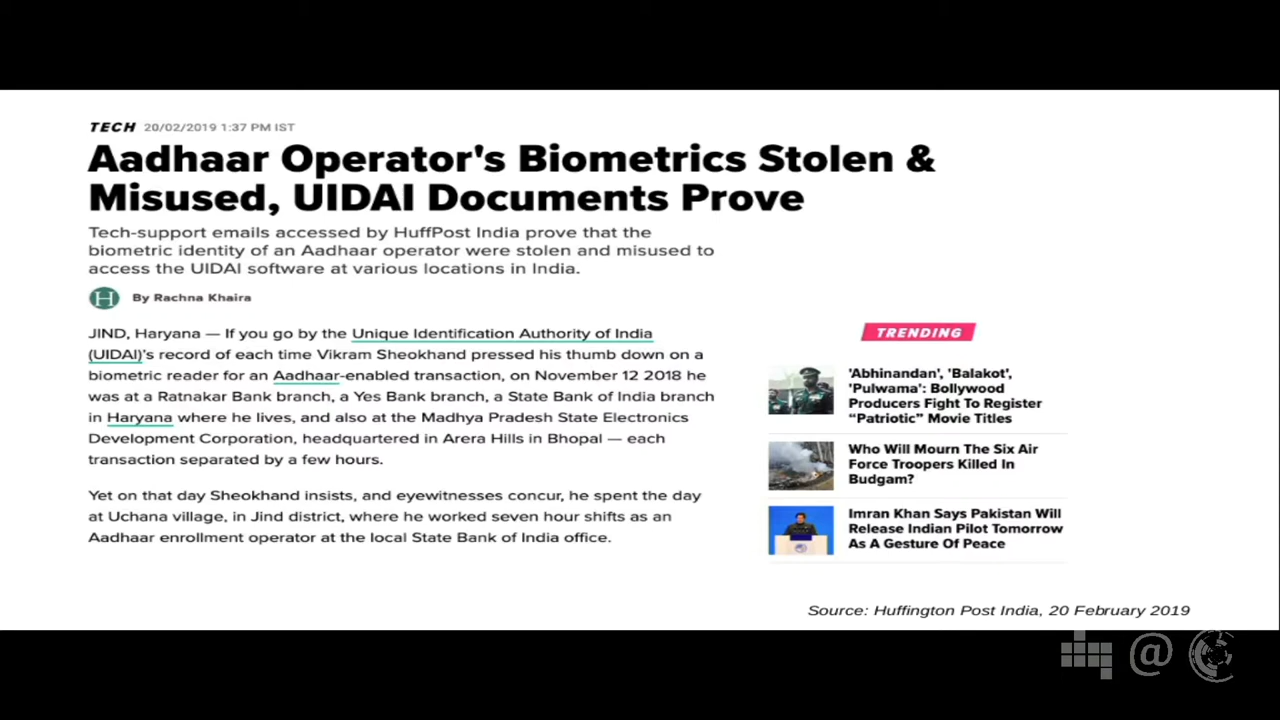 TECH 20/02/2019 1:37 PM IST
Aadhaar Operator's Biometrics Stolen &
Misused, UIDAI Documents Prove
Tech-support emails accessed by HuffPost India prove that the
biometric identity of an Aadhaar operator were stolen and misused to
access the UIDAI software at various locations in India.
H By Rachna Khaira
JIND, Haryana — If you go by the Unique Identification Authority of India
(UIDAI)'s record of each time Vikram Sheokhand pressed his thumb down on a
biometric reader for an Aadhaar-enabled transaction, on November 12 2018 he
was at a Ratnakar Bank branch, a Yes Bank branch, a State Bank of India branch
in Haryana where he lives, and also at the Madhya Pradesh State Electronics
Development Corporation, headquartered in Arera Hills in Bhopal — each
transaction separated by a few hours.
Yet on that day Sheokhand insists, and eyewitnesses concur, he spent the day
at Uchana village, in Jind district, where he worked seven hour shifts as an
Aadhaar enrollment operator at the local State Bank of India office.
TRENDING
'Abhinandan', 'Balakot',
'Pulwama': Bollywood
Producers Fight To Register
“Patriotic” Movie Titles
Who Will Mourn The Six Air
Force Troopers Killed In
Budgam?
Imran Khan Says Pakistan Will
Release Indian Pilot Tomorrow
As A Gesture Of Peace
Source: Huffington Post India, 20 February 2019
@